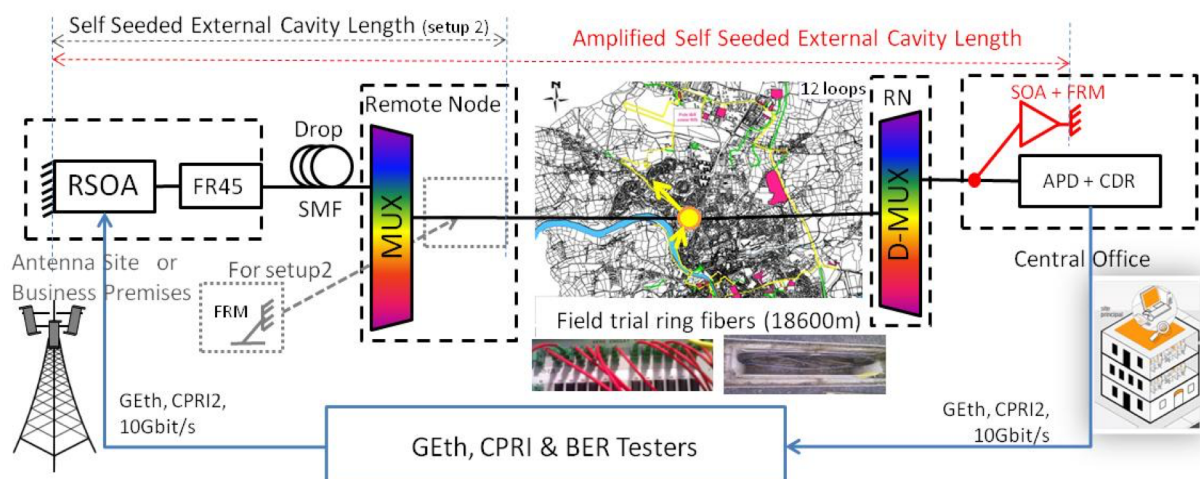 Self Seeded External Cavity Length (setup 2)
Amplified Self Seeded External Cavity Length
12 loops
RN
SOA + FRM
Remote Node
Drop
SMF
RSOA
FR45
MUX
D-MUX
APD + CDR
Antenna Site or
Business Premises
For setup2
FRM
Central Office
Field trial ring fibers (18600m)
GEth, CPRI2,
10Gbit/s
GEth, CPRI & BER Testers
GEth, CPRI2,
10Gbit/s